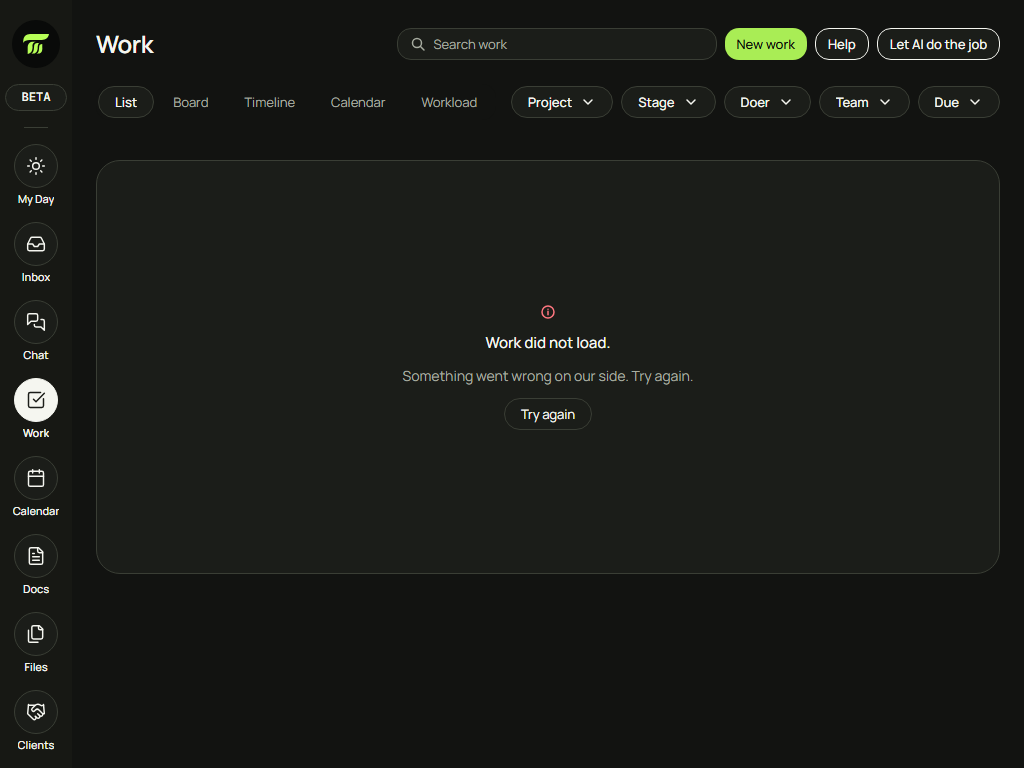 Work
Search work
New work
Help
Let AI do the job
BETA
List
Board
Timeline
Calendar
Workload
Project
Stage
Doer
Team
Due
My Day
Inbox
Chat
Work
Calendar
Docs
Files
Clients
Work did not load.
Something went wrong on our side. Try again.
Try again